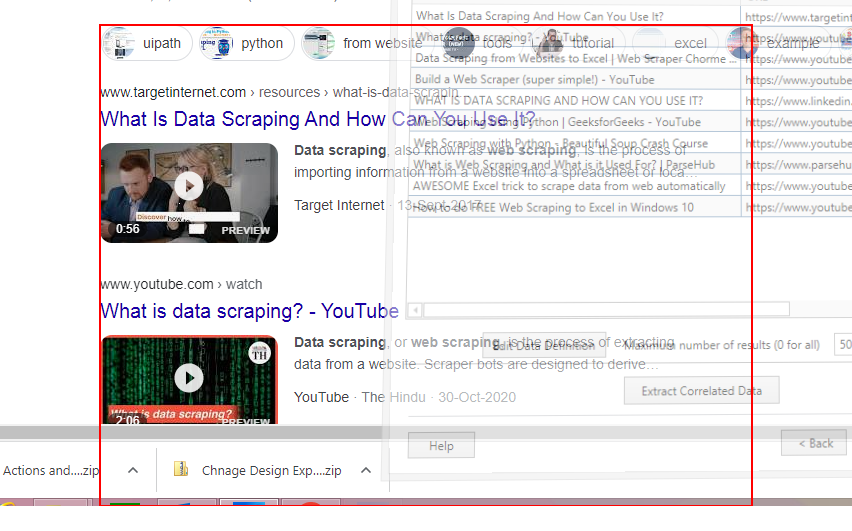 uipath
python
from website
tools
tutorial
excel
example
www.targetinternet.com › resources › what-is-data-scrapin
What Is Data Scraping And How Can You Use It?
0:56
Discover how to
PREVIEW
Data scraping, also known as web scraping, is the process of
importing information from a website into a spreadsheet or loca…
Target Internet · 13-Sept-2017
www.youtube.com › watch
What is data scraping? - YouTube
TH
What is data scraping?
2:06
PREVIEW
Data scraping, or web scraping, is the process of extracting
data from a website. Scraper bots are designed to derive…
YouTube · The Hindu · 30-Oct-2020
What Is Data Scraping And How Can You Use It? https://www.targetin
What is data scraping? - YouTube https://www.youtube
Data Scraping from Websites to Excel | Web Scraper Chorme ... https://www.youtube
Build a Web Scraper (super simple!) - YouTube https://www.youtube
WHAT IS DATA SCRAPING AND HOW CAN YOU USE IT? https://www.linkedin.
Web Scraping Using Python | GeeksforGeeks - YouTube https://www.youtube
Web Scraping with Python - Beautiful Soup Crash Course https://www.youtube
What is Web Scraping and What is it Used For? | ParseHub https://www.parsehu
AWESOME Excel trick to scrape data from web automatically https://www.youtube
How to do FREE Web Scraping to Excel in Windows 10 https://www.youtube
Edit Data Definition Maximum number of results (0 for all) 50
Extract Correlated Data
Help < Back
Actions and....zip Chnage Design Exp....zip